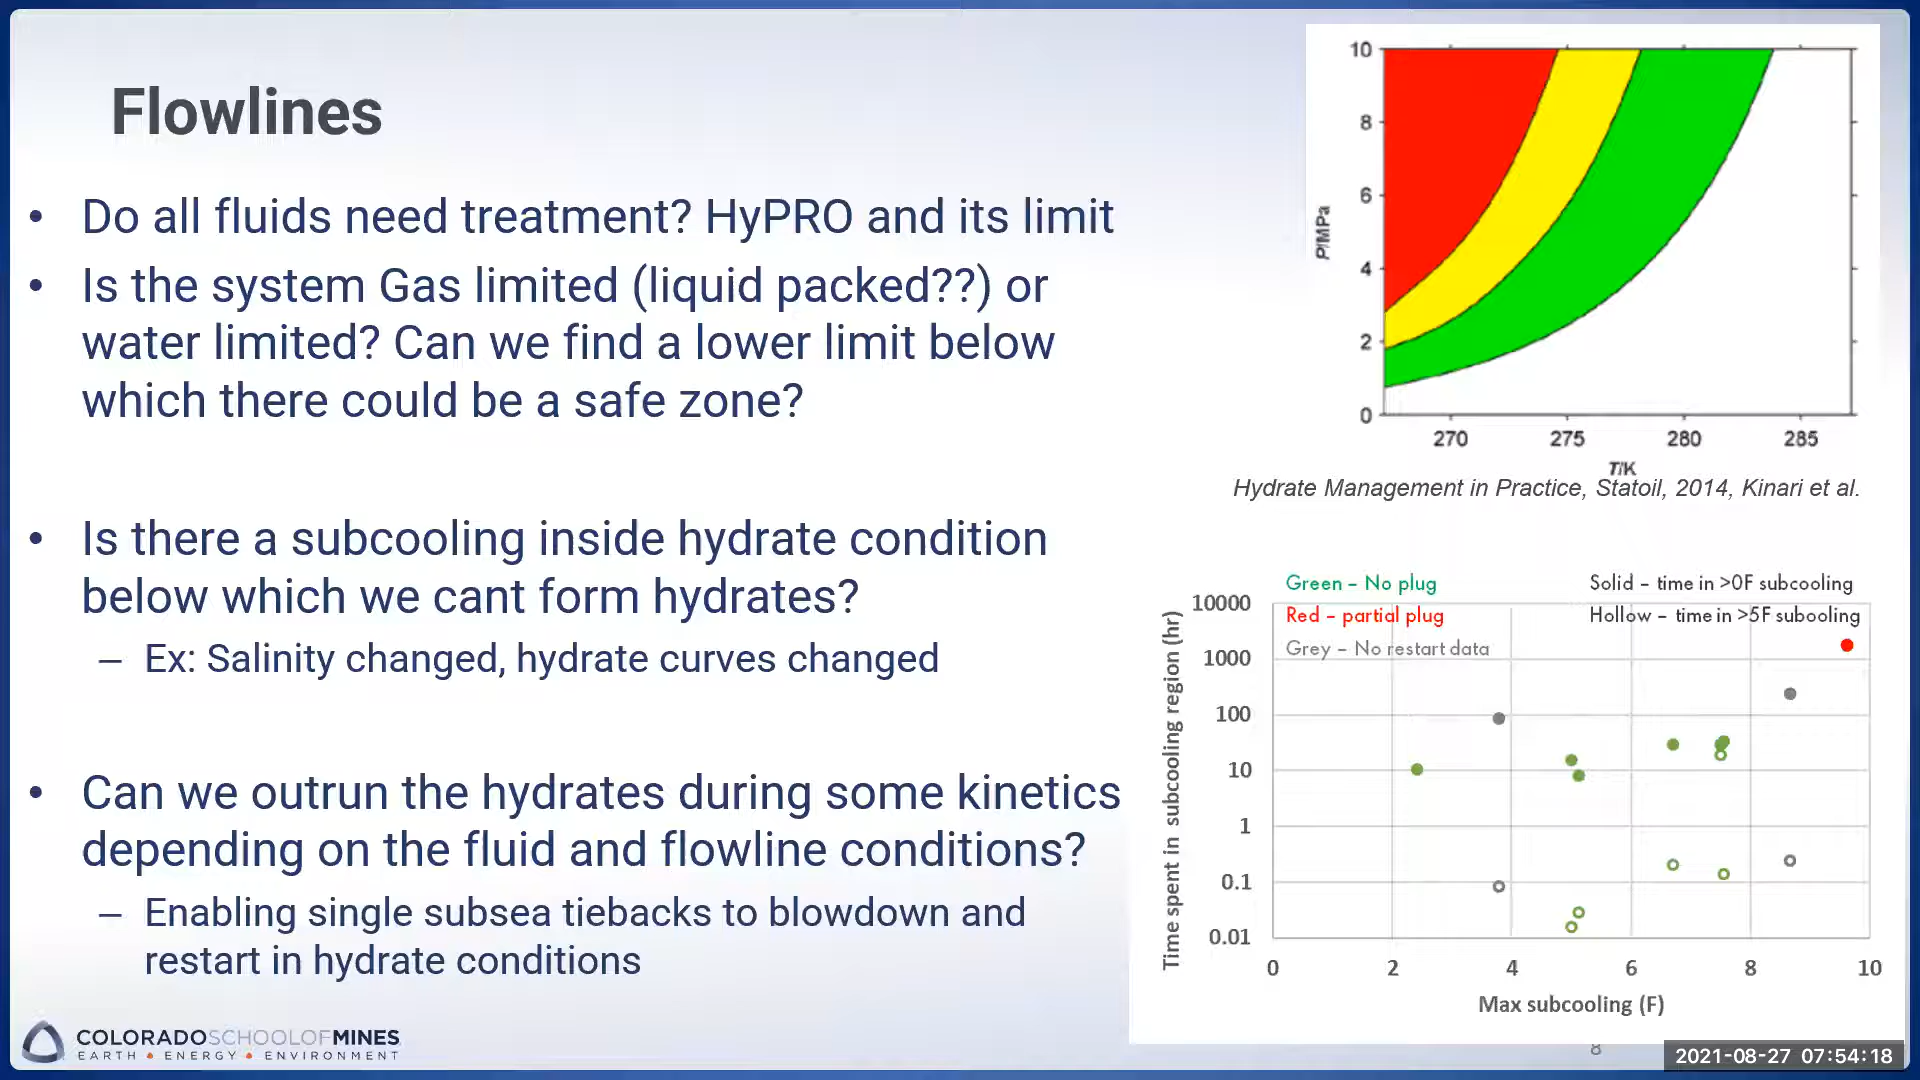 Flowlines
• Do all fluids need treatment? HyPRO and its limit
• Is the system Gas limited (liquid packed??) or
water limited? Can we find a lower limit below
which there could be a safe zone?
• Is there a subcooling inside hydrate condition
below which we cant form hydrates?
– Ex: Salinity changed, hydrate curves changed
• Can we outrun the hydrates during some kinetics
depending on the fluid and flowline conditions?
– Enabling single subsea tiebacks to blowdown and
restart in hydrate conditions
10
8
6
4
2
0
P/MPa
270 275 280 285
T/K
Hydrate Management in Practice, Statoil, 2014, Kinari et al.
Green – No plug
Red – partial plug
Grey – No restart data
Solid – time in >0F subcooling
Hollow – time in >5F subooling
Time spent in subcooling region (hr)
10000
1000
100
10
1
0.1
0.01
0 2 4 6 8 10
Max subcooling (F)
COLORADOSCHOOLOFMINES
EARTH • ENERGY • ENVIRONMENT
8
2021-08-27 07:54:18